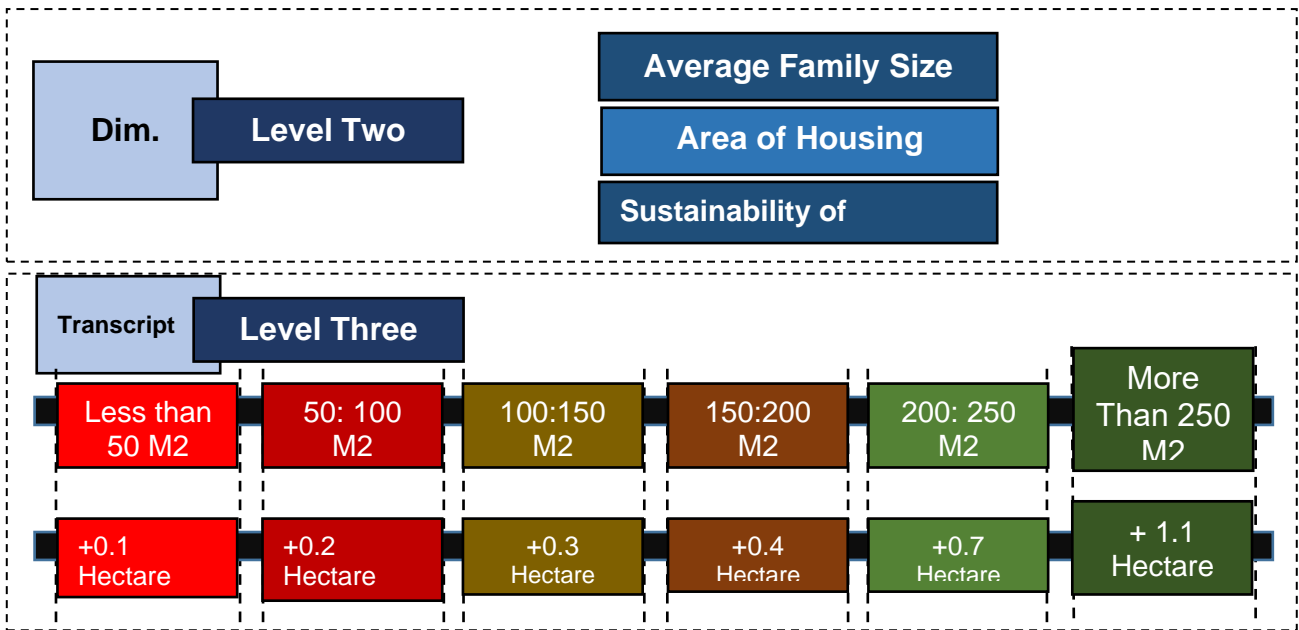 Dim.
Level Two
Average Family Size
Area of Housing
Sustainability of
Transcript
Level Three
Less than
50 M2
50: 100
M2
100:150
M2
150:200
M2
200: 250
M2
More
Than 250
M2
+0.1
Hectare
+0.2
Hectare
+0.3
Hectare
+0.4
Hectare
+0.7
Hectare
+ 1.1
Hectare